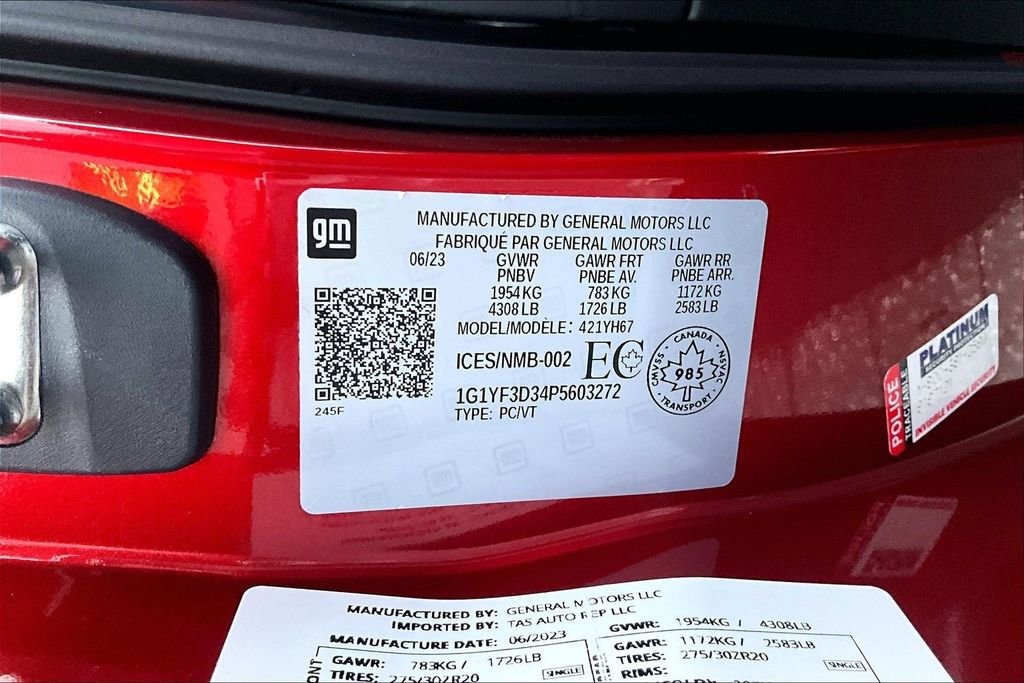 gm
MANUFACTURED BY GENERAL MOTORS LLC
FABRIQUÉ PAR GENERAL MOTORS LLC
06/23 GVWR GAWR FRT GAWR RR
PNBV PNBE AV. PNBE ARR.
1954 KG 783 KG 1172 KG
4308 LB 1726 LB 2583 LB
MODEL/MODÈLE: 421YH67
ICES/NMB-002 EC
CANADA
CMVSS 985 NSVAC
TRANSPORT
1G1YF3D34P5603272
TYPE: PC/VT
245F
PLATINUM
POLICE
TRACEABLE
INVISIBLE VEHICLE SECURITY
MANUFACTURED BY: GENERAL MOTORS LLC
IMPORTED BY: TAS AUTO REP LLC
MANUFACTURE DATE: 06/2023
GVWR: 1954KG / 4308LB
GAWR: 783KG / 1726LB
TIRES: 275/30ZR20 SINGLE
GAWR: 1172KG / 2583LB
TIRES: 275/30ZR20
RIMS: SINGLE